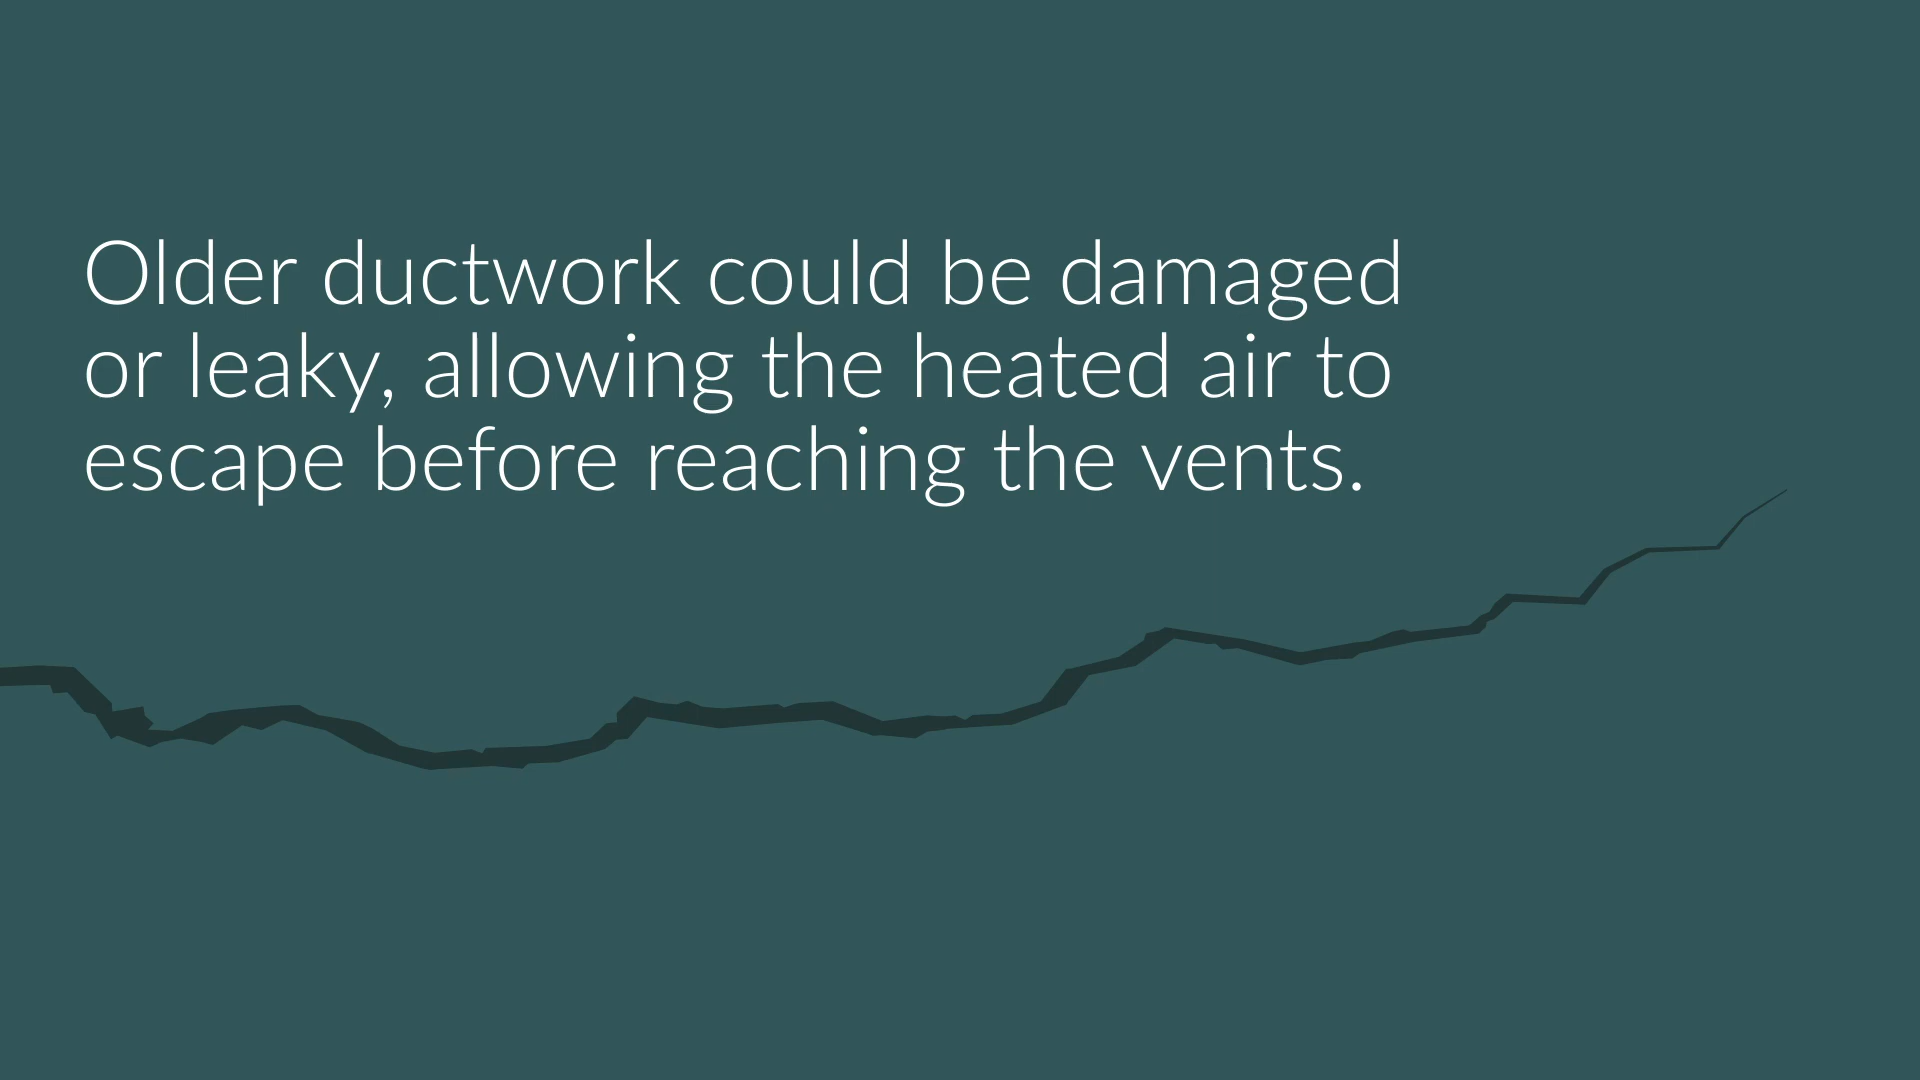 Older ductwork could be damaged
or leaky, allowing the heated air to
escape before reaching the vents.